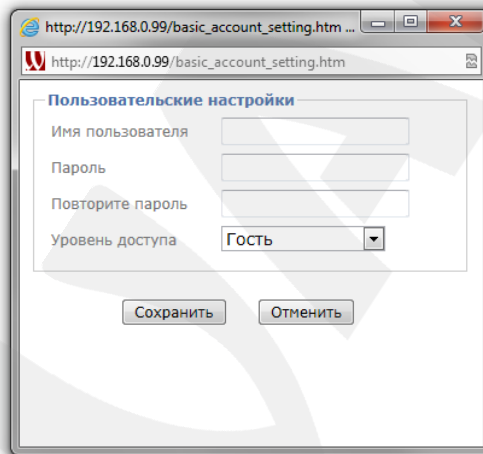 http://192.168.0.99/basic_account_setting.htm ...
http://192.168.0.99/basic_account_setting.htm
Пользовательские настройки
Имя пользователя
Пароль
Повторите пароль
Уровень доступа Гость
Сохранить Отменить